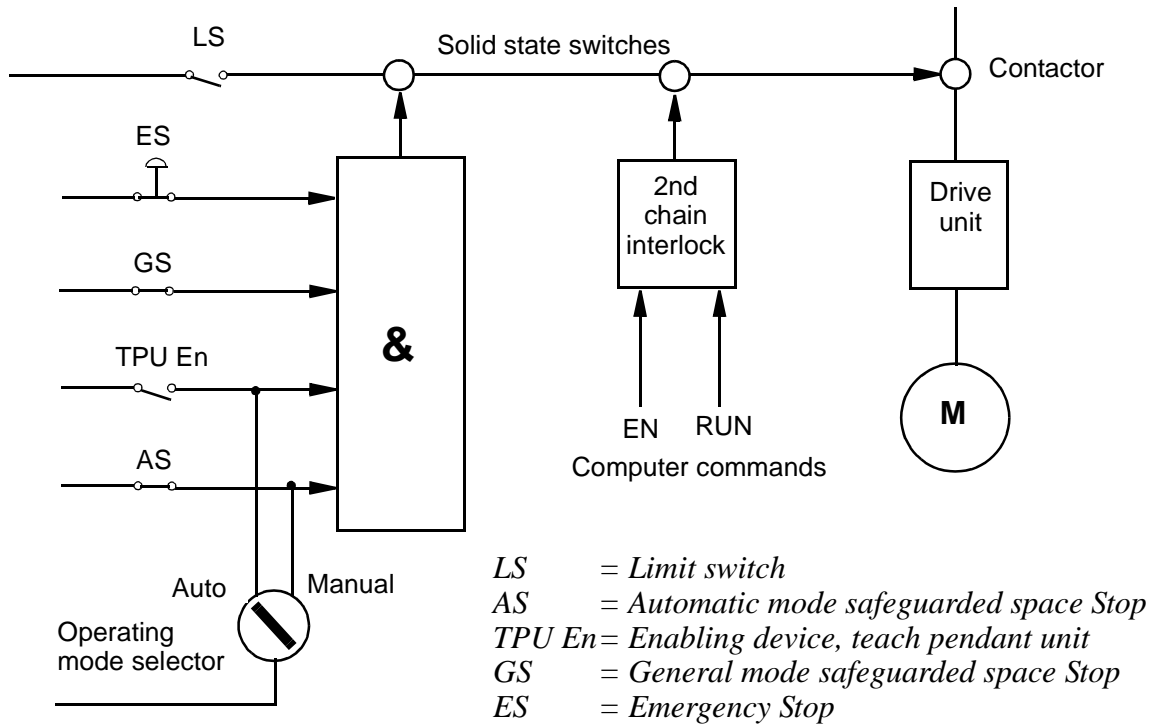 LS
Solid state switches
Contactor
ES
2nd
chain
interlock
Drive
unit
GS
&
TPU En
M
EN RUN
AS
Computer commands
Auto
Manual
Operating
mode selector
LS = Limit switch
AS = Automatic mode safeguarded space Stop
TPU En = Enabling device, teach pendant unit
GS = General mode safeguarded space Stop
ES = Emergency Stop